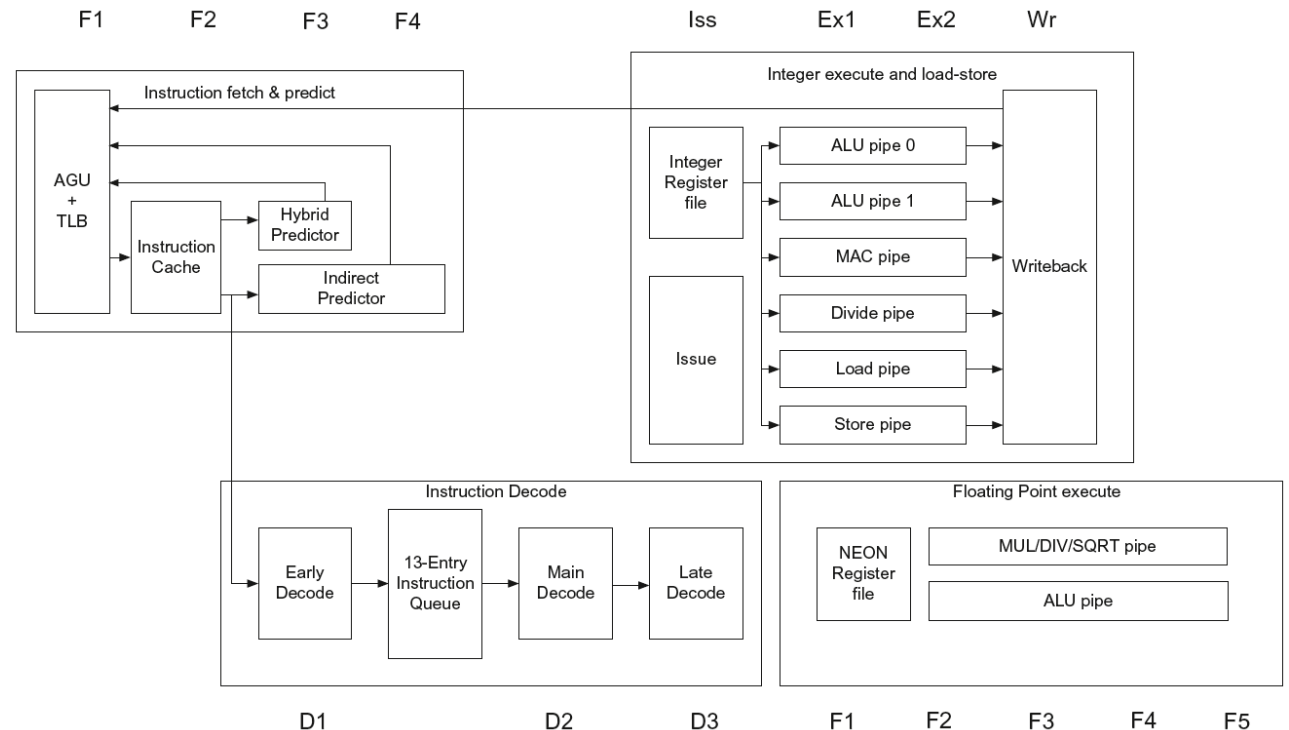 F1 F2 F3 F4 Iss Ex1 Ex2 Wr
Instruction fetch & predict
AGU
+
TLB
Instruction
Cache
Hybrid
Predictor
Indirect
Predictor
Integer execute and load-store
Integer
Register
file
Issue
ALU pipe 0
ALU pipe 1
MAC pipe
Divide pipe
Load pipe
Store pipe
Writeback
Instruction Decode
Early
Decode
13-Entry
Instruction
Queue
Main
Decode
Late
Decode
Floating Point execute
NEON
Register
file
MUL/DIV/SQRT pipe
ALU pipe
D1 D2 D3 F1 F2 F3 F4 F5